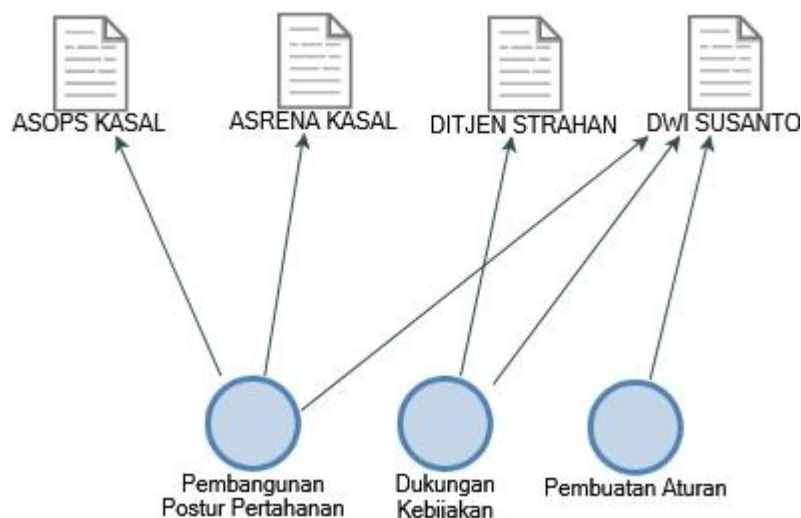 ASOPS KASAL
ASRENA KASAL
DITJEN STRAHAN
DWI SUSANTO
Pembangunan
Postur Pertahanan
Dukungan
Kebijakan
Pembuatan Aturan